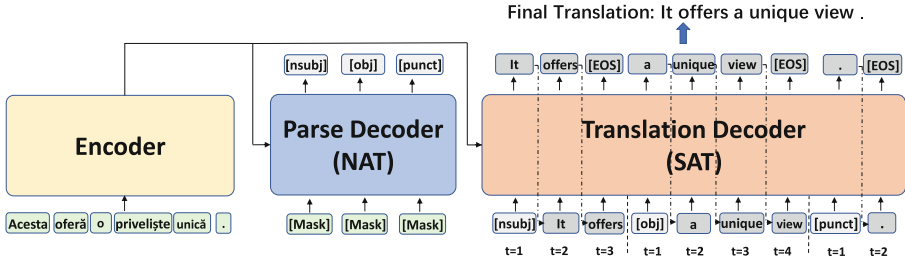 Final Translation: It offers a unique view .
[nsubj] [obj] [punct]
It offers [EOS] a unique view [EOS] . [EOS]
Encoder
Parse Decoder
(NAT)
Translation Decoder
(SAT)
Acesta oferă o priveliște unică .
[Mask] [Mask] [Mask]
[nsubj] It offers [obj] a unique view [punct] .
t=1 t=2 t=3 t=1 t=2 t=3 t=4 t=1 t=2